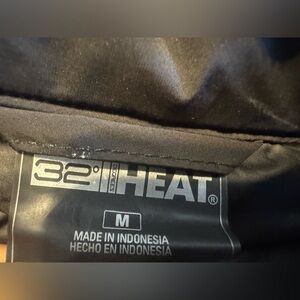 32° HEAT®
M
MADE IN INDONESIA
HECHO EN INDONESIA